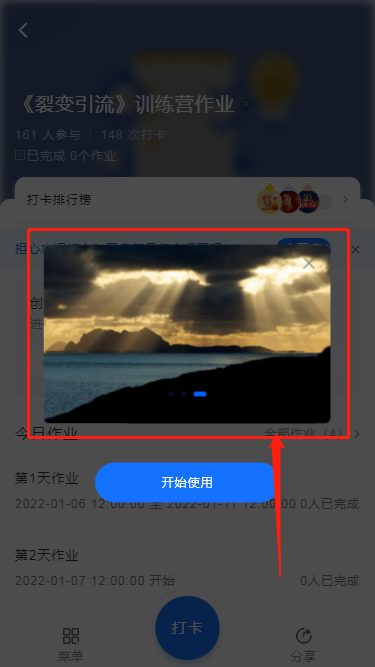 《裂变引流》训练营作业
161 人参与 | 148 次打卡
已完成 0个作业
打卡排行榜
担心
创
进
今日作业
全部作业（4）
第1天作业
2022-01-06 12:00:00 至 2022-01-11 12:00:00 0人已完成
开始使用
第2天作业
2022-01-07 12:00:00 开始 0人已完成
菜单
打卡
分享